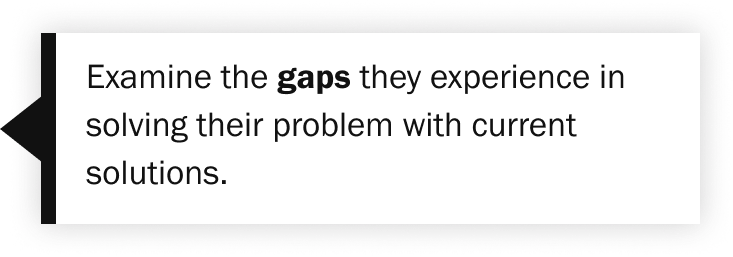 Examine the gaps they experience in
solving their problem with current
solutions.